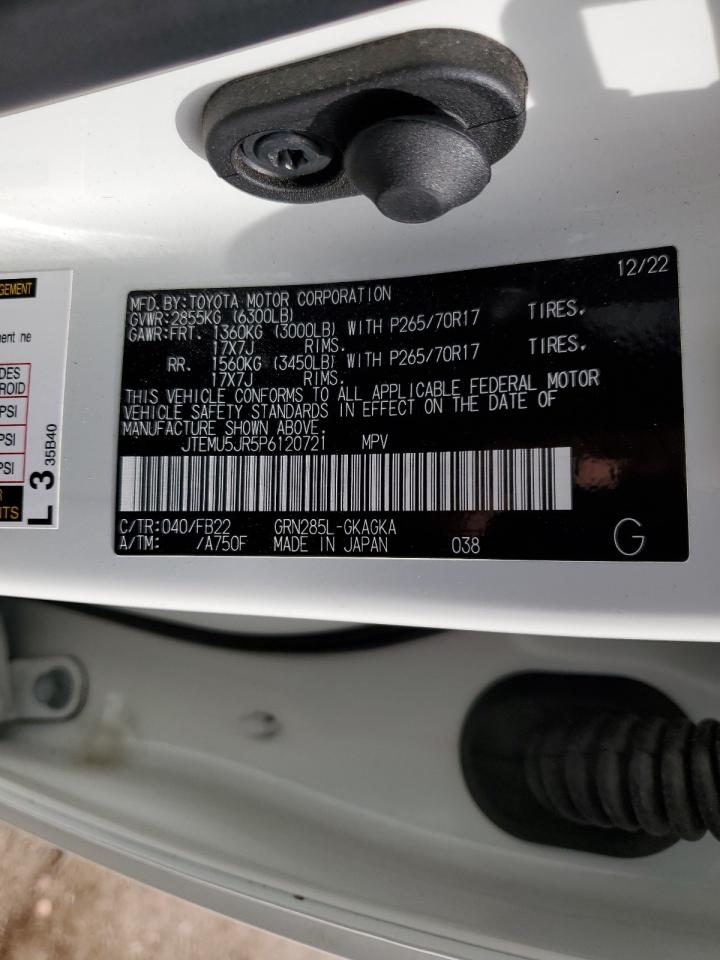 12/22
MFD.BY:TOYOTA MOTOR CORPORATION
GVWR:2855KG (6300LB)
GAWR:FRT. 1360KG (3000LB) WITH P265/70R17 TIRES.
17X7J RIMS.
RR. 1560KG (3450LB) WITH P265/70R17 TIRES.
17X7J RIMS.
THIS VEHICLE CONFORMS TO ALL APPLICABLE FEDERAL MOTOR
VEHICLE SAFETY STANDARDS IN EFFECT ON THE DATE OF
MANUFACTURE SHOWN ABOVE.
JTEMU5JR5P6120721 MPV
C/TR:040/FB22 GRN285L-GKAGKA
A/TM: /A750F MADE IN JAPAN 038 G
PSI
PSI
L 3 35B40